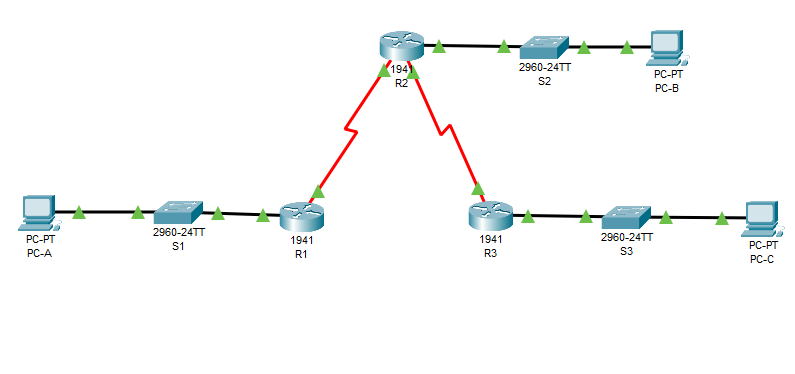 1941
R2
2960-24TT
S2
PC-PT
PC-B
PC-PT
PC-A
2960-24TT
S1
1941
R1
1941
R3
2960-24TT
S3
PC-PT
PC-C